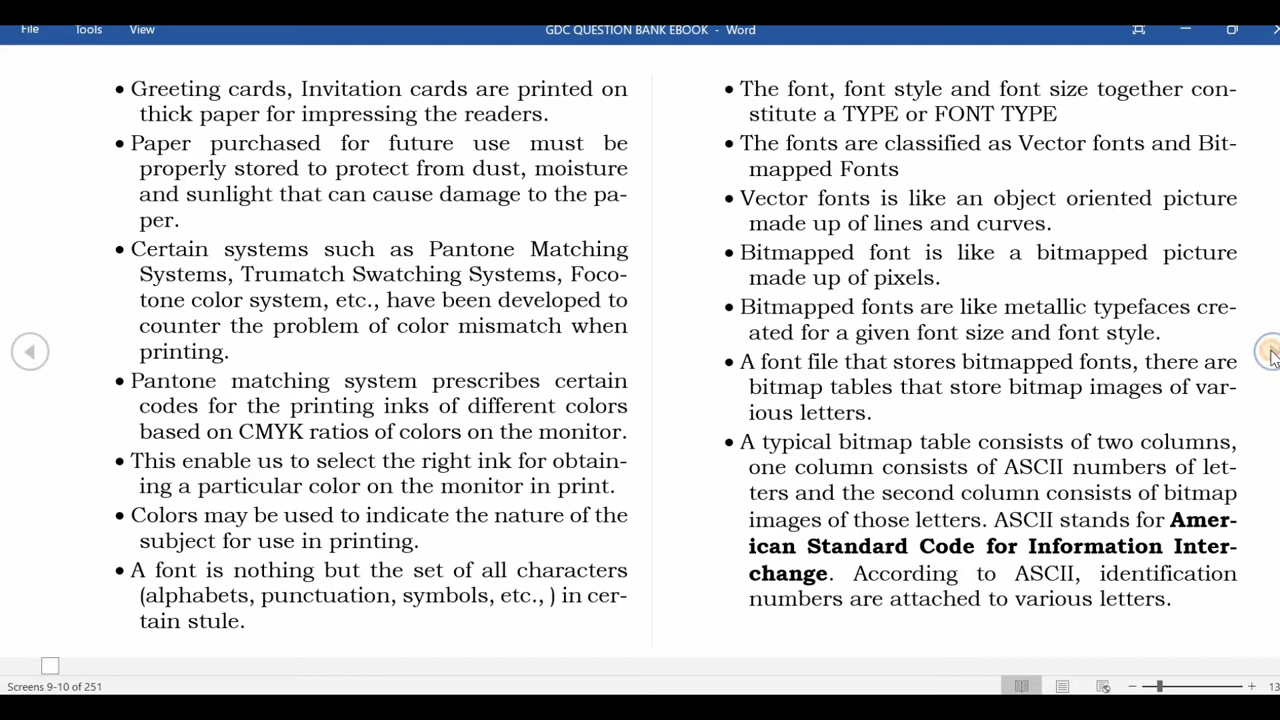 File Tools View GDC QUESTION BANK EBOOK - Word
• Greeting cards, Invitation cards are printed on
thick paper for impressing the readers.
• Paper purchased for future use must be
properly stored to protect from dust, moisture
and sunlight that can cause damage to the pa-
per.
• Certain systems such as Pantone Matching
Systems, Trumatch Swatching Systems, Foco-
tone color system, etc., have been developed to
counter the problem of color mismatch when
printing.
• Pantone matching system prescribes certain
codes for the printing inks of different colors
based on CMYK ratios of colors on the monitor.
• This enable us to select the right ink for obtain-
ing a particular color on the monitor in print.
• Colors may be used to indicate the nature of the
subject for use in printing.
• A font is nothing but the set of all characters
(alphabets, punctuation, symbols, etc., ) in cer-
tain stule.
• The font, font style and font size together con-
stitute a TYPE or FONT TYPE
• The fonts are classified as Vector fonts and Bit-
mapped Fonts
• Vector fonts is like an object oriented picture
made up of lines and curves.
• Bitmapped font is like a bitmapped picture
made up of pixels.
• Bitmapped fonts are like metallic typefaces cre-
ated for a given font size and font style.
• A font file that stores bitmapped fonts, there are
bitmap tables that store bitmap images of var-
ious letters.
• A typical bitmap table consists of two columns,
one column consists of ASCII numbers of let-
ters and the second column consists of bitmap
images of those letters. ASCII stands for Amer-
ican Standard Code for Information Inter-
change. According to ASCII, identification
numbers are attached to various letters.
Screens 9-10 of 251 13